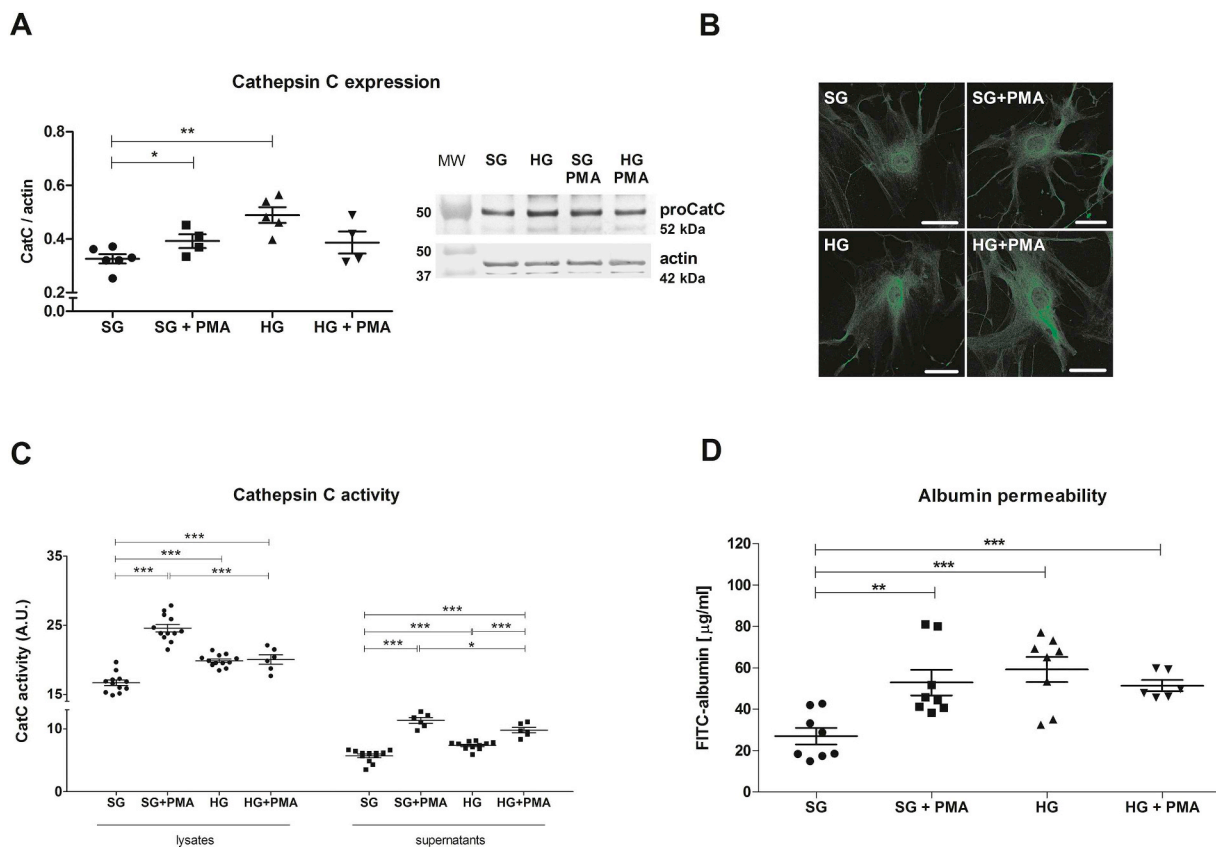 A
Cathepsin C expression
CatC / actin
0.8
0.6
0.4
0.2
0.0
**
*
SG
SG + PMA
HG
HG + PMA
MW
SG
HG
SG
PMA
HG
PMA
50
proCatC
52 kDa
50
37
actin
42 kDa
B
SG
SG+PMA
HG
HG+PMA
C
Cathepsin C activity
CatC activity (A.U.)
35
25
15
10
0
***
***
***
***
***
***
***
***
*
SG
SG+PMA
HG
HG+PMA
SG
SG+PMA
HG
HG+PMA
lysates
supernatants
D
Albumin permeability
FITC-albumin [µg/ml]
120
100
80
60
40
20
0
***
***
**
SG
SG + PMA
HG
HG + PMA